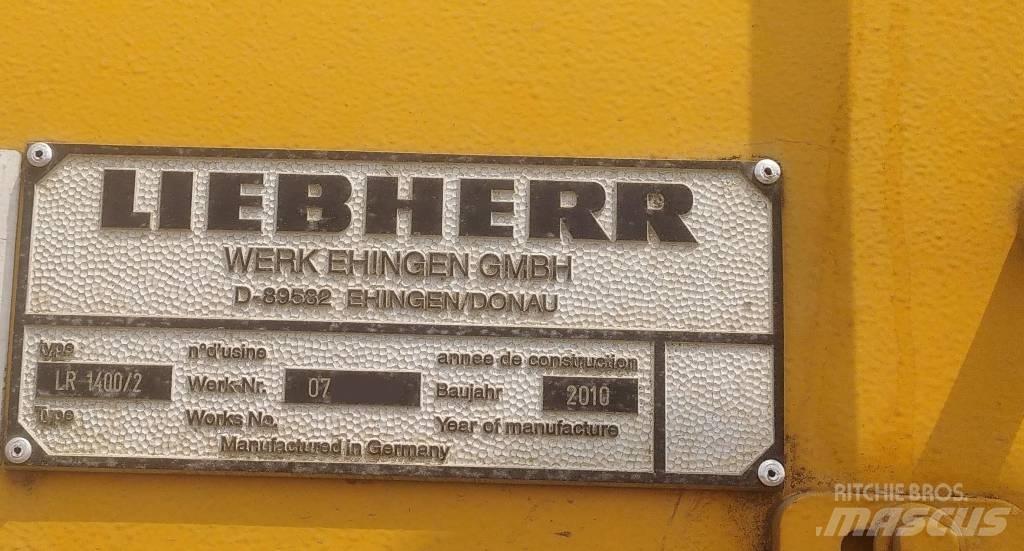 LIEBHERR
WERK EHINGEN GMBH
D-89582 EHINGEN/DONAU
type n°d'usine annee de construction
LR 1400/2 Werk-Nr. 07 Baujahr 2010
Type Works No. Year of manufacture
Manufactured in Germany
RITCHIE BROS.
MASCUS